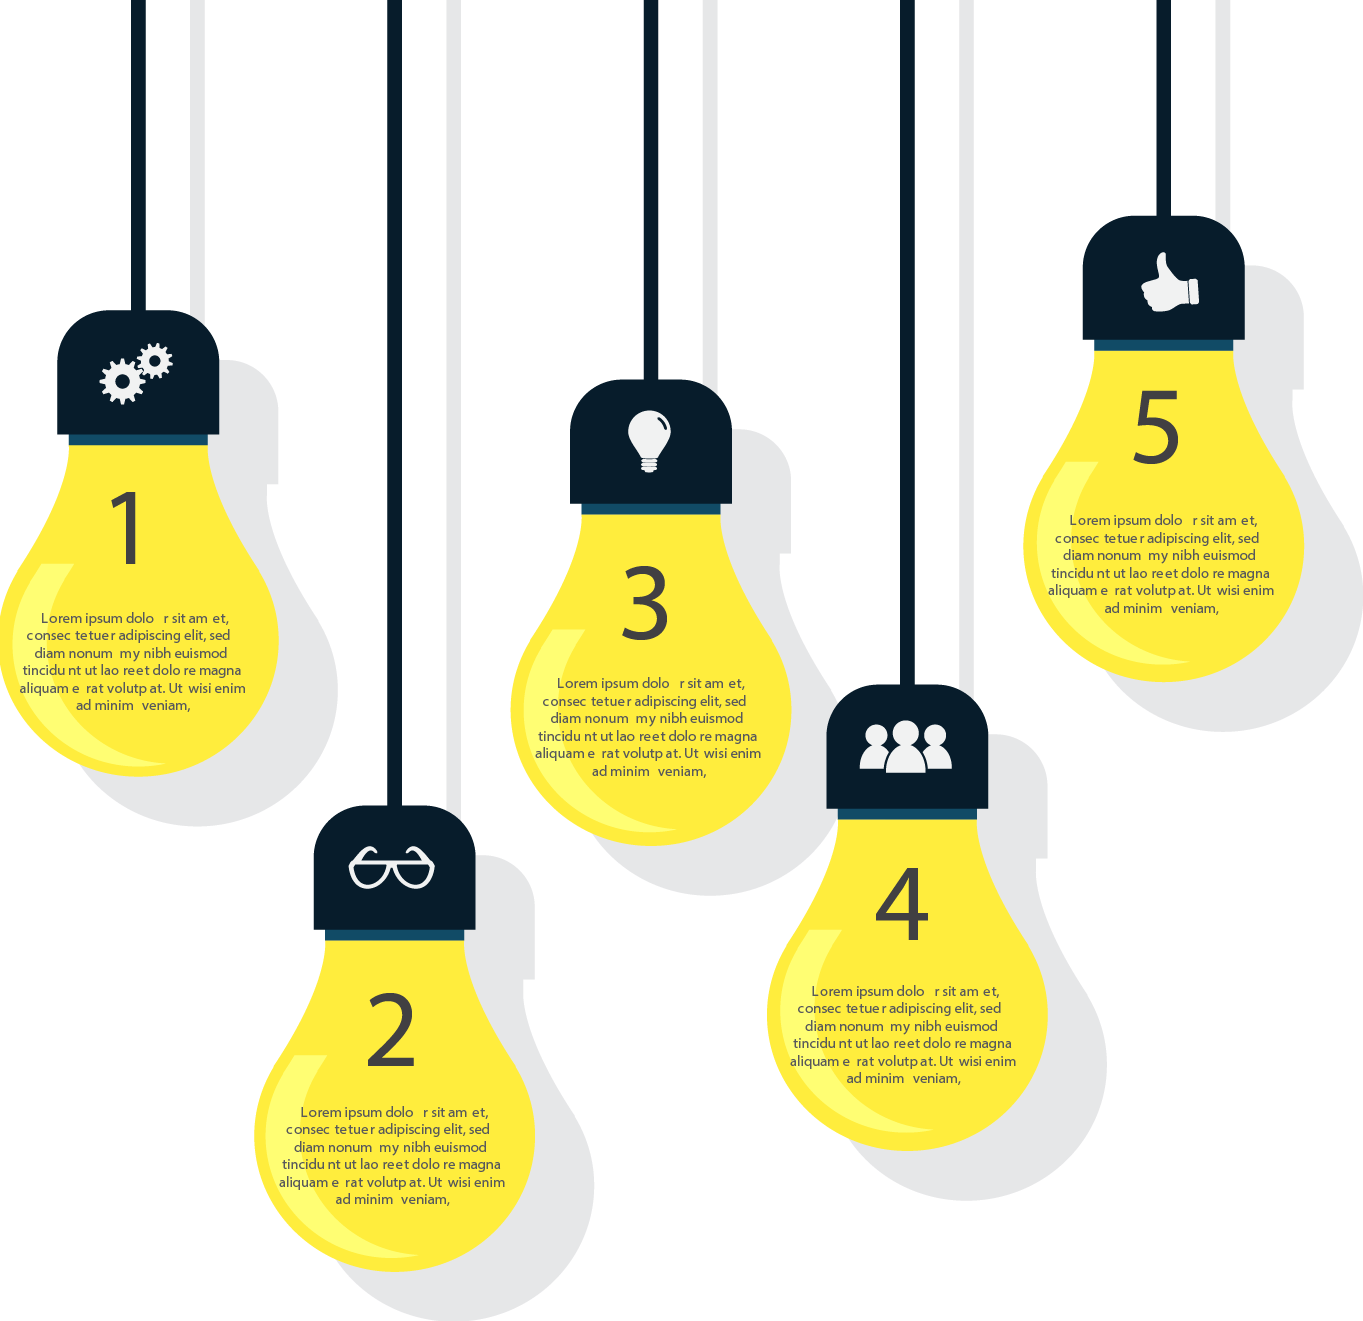 1
Lorem ipsum dolo r sit am et,
consec tetue r adipiscing elit, sed
diam nonum my nibh euismod
tincidu nt ut lao reet dolo re magna
aliquam e rat volutp at. Ut wisi enim
ad minim veniam,
2
Lorem ipsum dolo r sit am et,
consec tetue r adipiscing elit, sed
diam nonum my nibh euismod
tincidu nt ut lao reet dolo re magna
aliquam e rat volutp at. Ut wisi enim
ad minim veniam,
3
Lorem ipsum dolo r sit am et,
consec tetue r adipiscing elit, sed
diam nonum my nibh euismod
tincidu nt ut lao reet dolo re magna
aliquam e rat volutp at. Ut wisi enim
ad minim veniam,
4
Lorem ipsum dolo r sit am et,
consec tetue r adipiscing elit, sed
diam nonum my nibh euismod
tincidu nt ut lao reet dolo re magna
aliquam e rat volutp at. Ut wisi enim
ad minim veniam,
5
Lorem ipsum dolo r sit am et,
consec tetue r adipiscing elit, sed
diam nonum my nibh euismod
tincidu nt ut lao reet dolo re magna
aliquam e rat volutp at. Ut wisi enim
ad minim veniam,